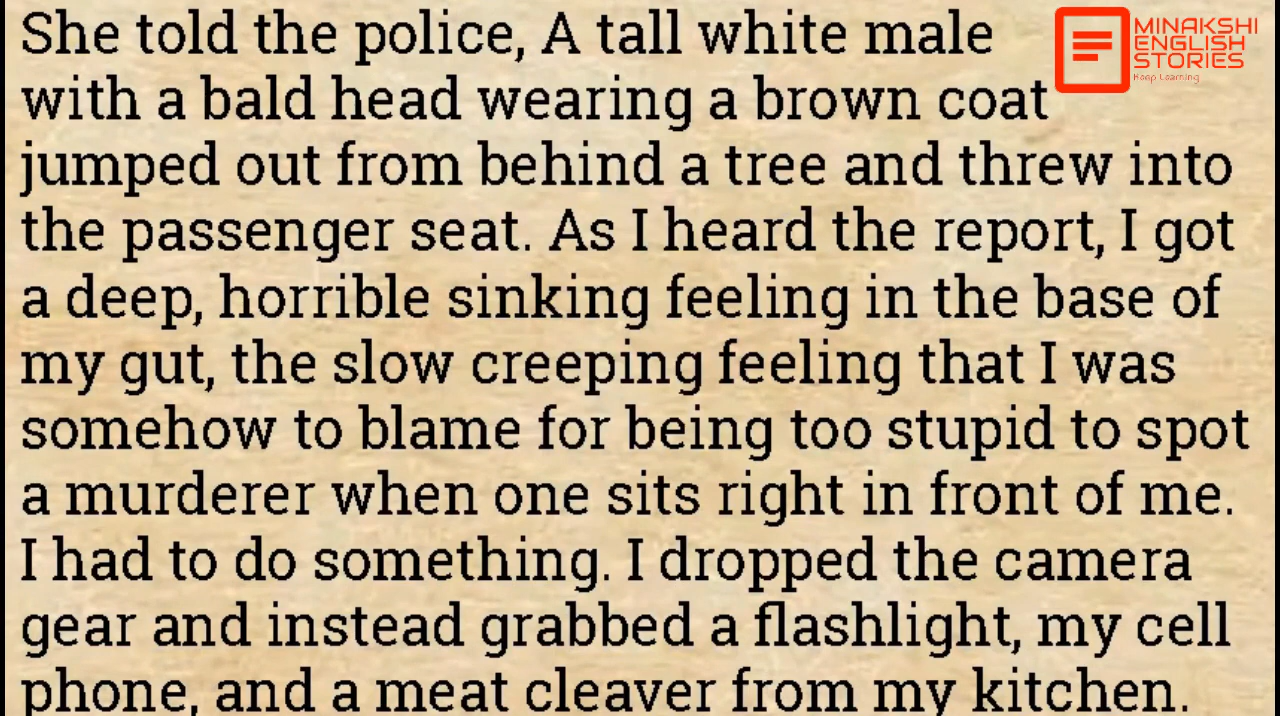 She told the police, A tall white male
with a bald head wearing a brown coat
jumped out from behind a tree and threw into
the passenger seat. As I heard the report, I got
a deep, horrible sinking feeling in the base of
my gut, the slow creeping feeling that I was
somehow to blame for being too stupid to spot
a murderer when one sits right in front of me.
I had to do something. I dropped the camera
gear and instead grabbed a flashlight, my cell
phone, and a meat cleaver from my kitchen.
MINAKSHI
ENGLISH
STORIES
Keep Learning